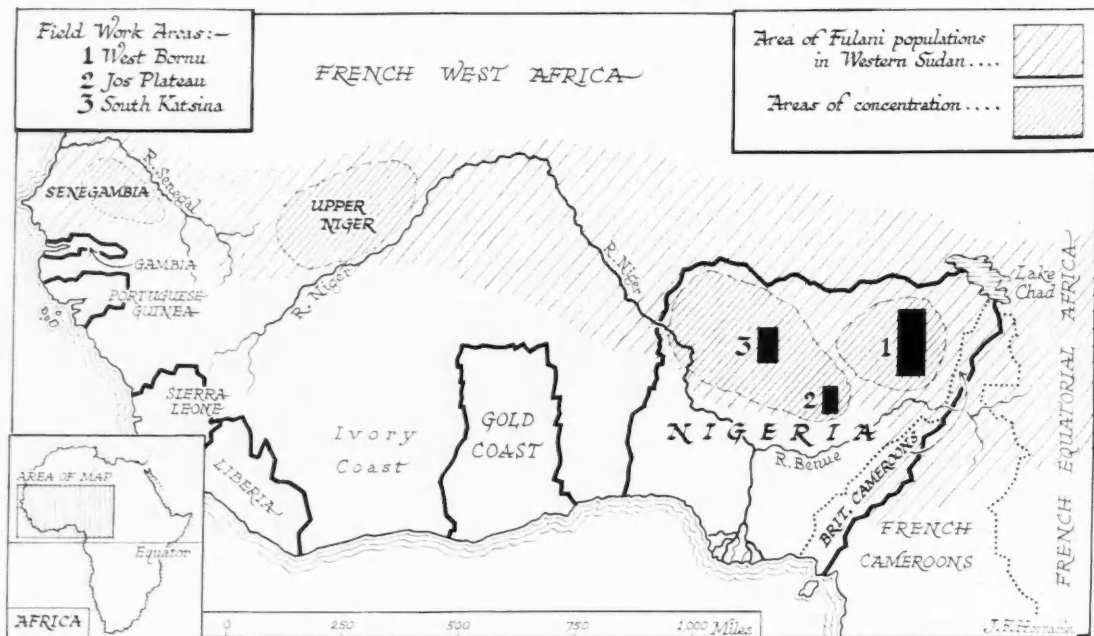 Field Work Areas:-
1 West Bornu
2 Jos Plateau
3 South Katsina
FRENCH WEST AFRICA
Area of Fulani populations
in Western Sudan....
Areas of concentration....
SENEGAMBIA
R. Senegal
UPPER
NIGER
GAMBIA
PORTUGUESE
GUINEA
R. Niger
R. Niger
Lake
Chad
3
1
2
SIERRA
LEONE
Ivory
Coast
GOLD
COAST
NIGERIA
R. Benue
LIBERIA
BRIT. CAMEROONS
FRENCH
CAMEROONS
FRENCH EQUATORIAL AFRICA
AREA OF MAP
Equator
AFRICA
0 250 500 750 1,000 Miles
J.F.